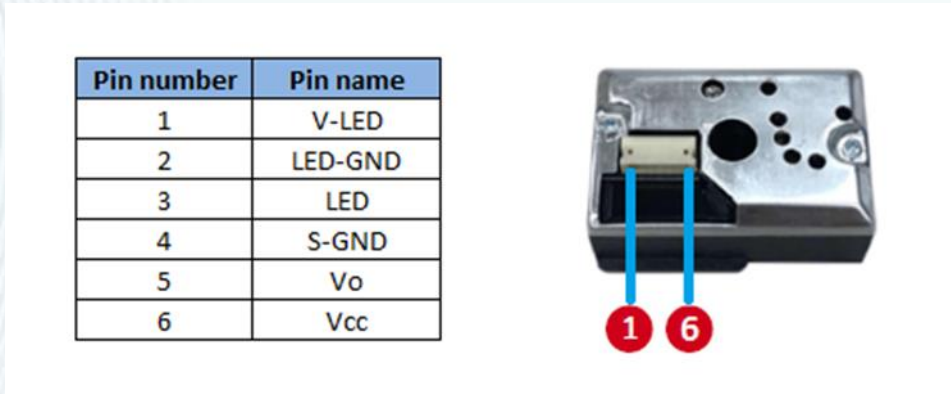 Pin number Pin name
1 V-LED
2 LED-GND
3 LED
4 S-GND
5 Vo
6 Vcc
1 6